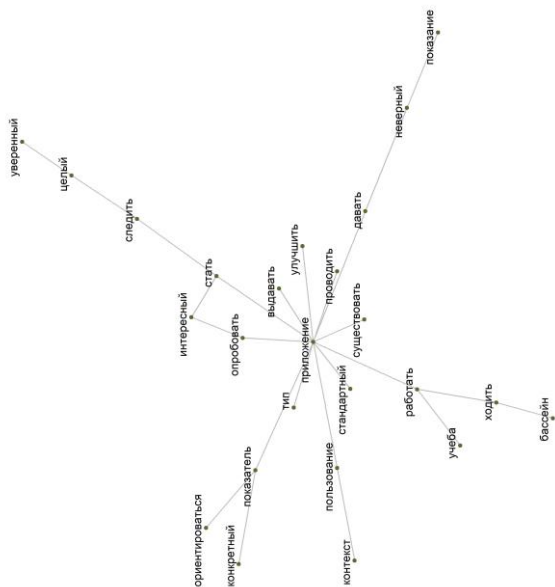 показание
неверный
уверенный
целый
следить
давать
стать
улучшить
выдавать
проводить
интересный
опробовать
приложение
существовать
тип
стандартный
работать
показатель
учеба
ходить
бассейн
пользование
ориентироваться
конкретный
контекст